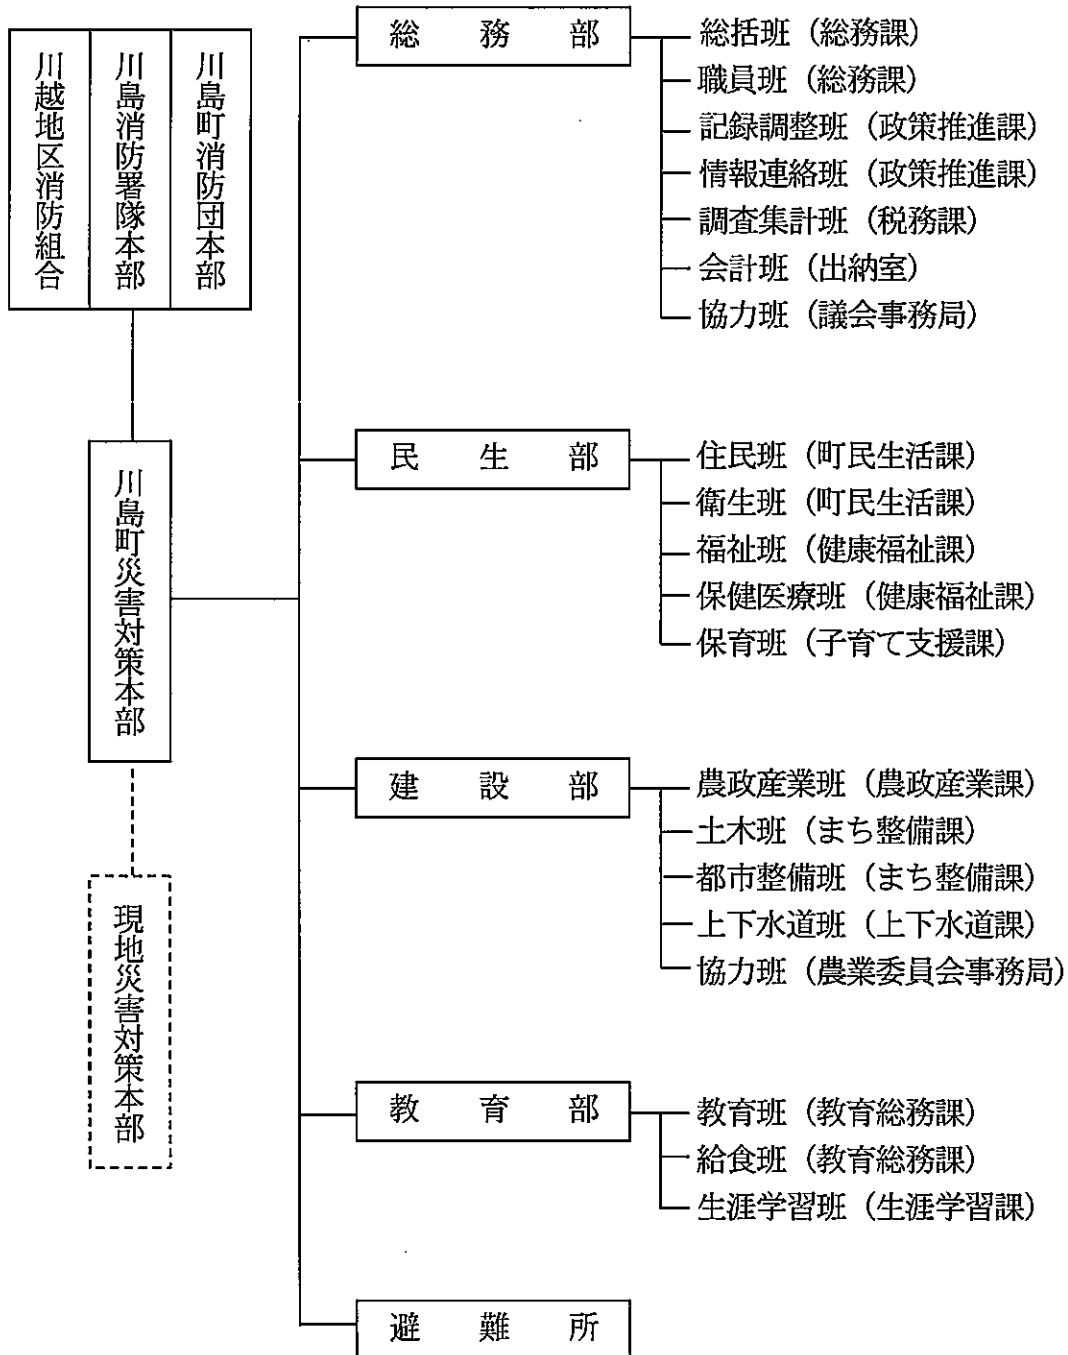 川越地区消防組合
川島消防署隊本部
川島町消防団本部
川島町災害対策本部
現地災害対策本部
総務部
総括班（総務課）
職員班（総務課）
記録調整班（政策推進課）
情報連絡班（政策推進課）
調査集計班（税務課）
会計班（出納室）
協力班（議会事務局）
民生部
住民班（町民生活課）
衛生班（町民生活課）
福祉班（健康福祉課）
保健医療班（健康福祉課）
保育班（子育て支援課）
建設部
農政産業班（農政産業課）
土木班（まち整備課）
都市整備班（まち整備課）
上下水道班（上下水道課）
協力班（農業委員会事務局）
教育部
教育班（教育総務課）
給食班（教育総務課）
生涯学習班（生涯学習課）
避難所